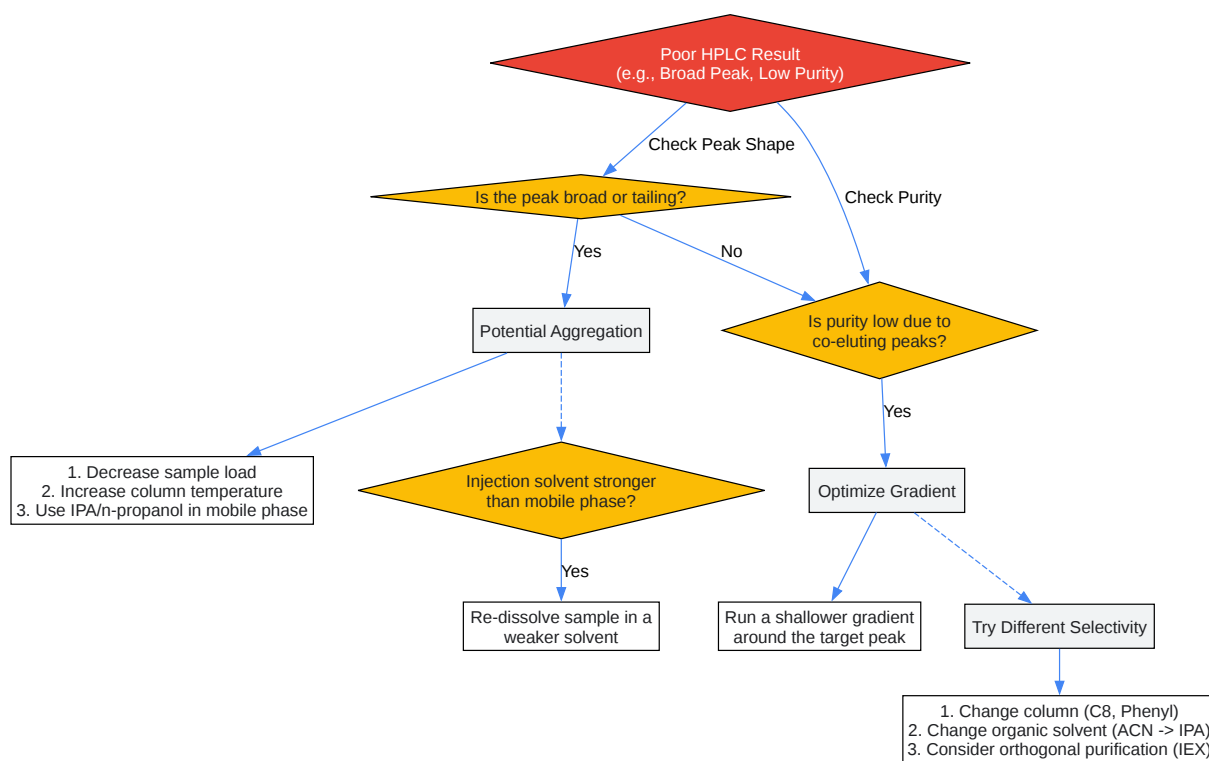 Poor HPLC Result
(e.g., Broad Peak, Low Purity)
Check Peak Shape
Is the peak broad or tailing?
Check Purity
Yes
No
Potential Aggregation
Is purity low due to
co-eluting peaks?
Yes
1. Decrease sample load
2. Increase column temperature
3. Use IPA/n-propanol in mobile phase
Injection solvent stronger
than mobile phase?
Optimize Gradient
Yes
Re-dissolve sample in a
weaker solvent
Run a shallower gradient
around the target peak
Try Different Selectivity
1. Change column (C8, Phenyl)
2. Change organic solvent (ACN -> IPA)
3. Consider orthogonal purification (IEX)